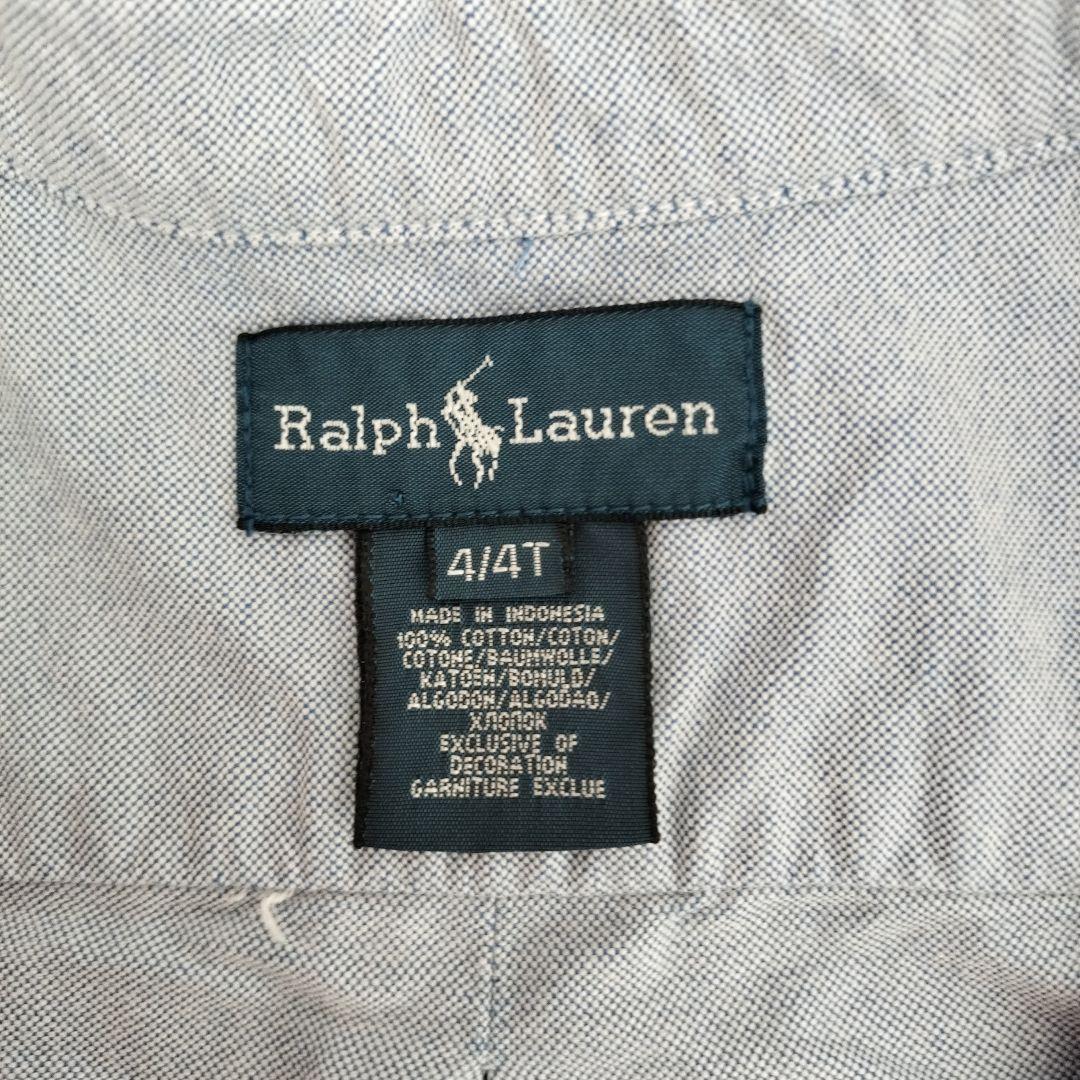 Ralph Lauren
4/4T
MADE IN INDONESIA
100% COTTON/COTON/
COTONE/BAUMWOLLE/
KATOEN/BOMULD/
ALGODON/ALGODAO/
ХЛОПОК
EXCLUSIVE OF
DECORATION
GARNITURE EXCLUE